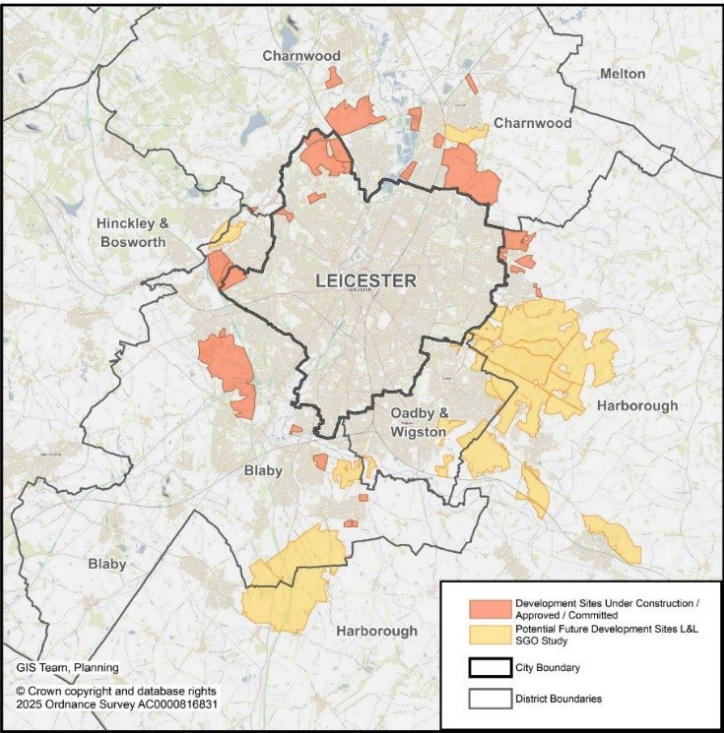 Charnwood
Melton
Charnwood
Hinckley &
Bosworth
LEICESTER
Oadby &
Wigston
Harborough
Blaby
Blaby
Harborough
Development Sites Under Construction /
Approved / Committed
Potential Future Development Sites L&L
SGO Study
City Boundary
District Boundaries
GIS Team, Planning
© Crown copyright and database rights
2025 Ordnance Survey AC0000816831